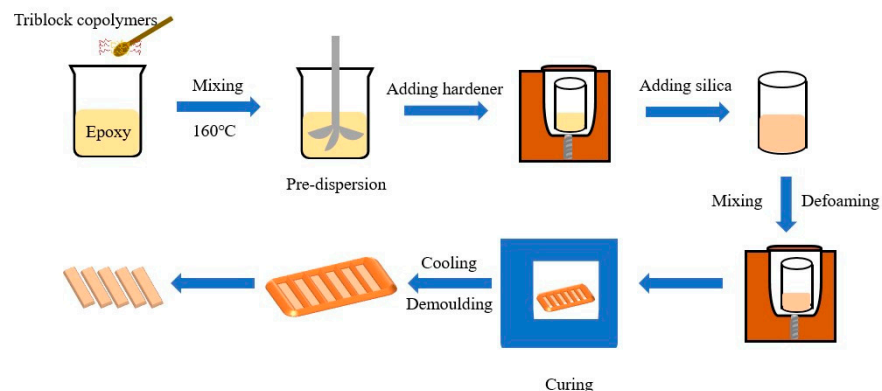 Triblock copolymers
Epoxy
Mixing
160℃
Pre-dispersion
Adding hardener
Adding silica
Mixing
Defoaming
Curing
Cooling
Demoulding